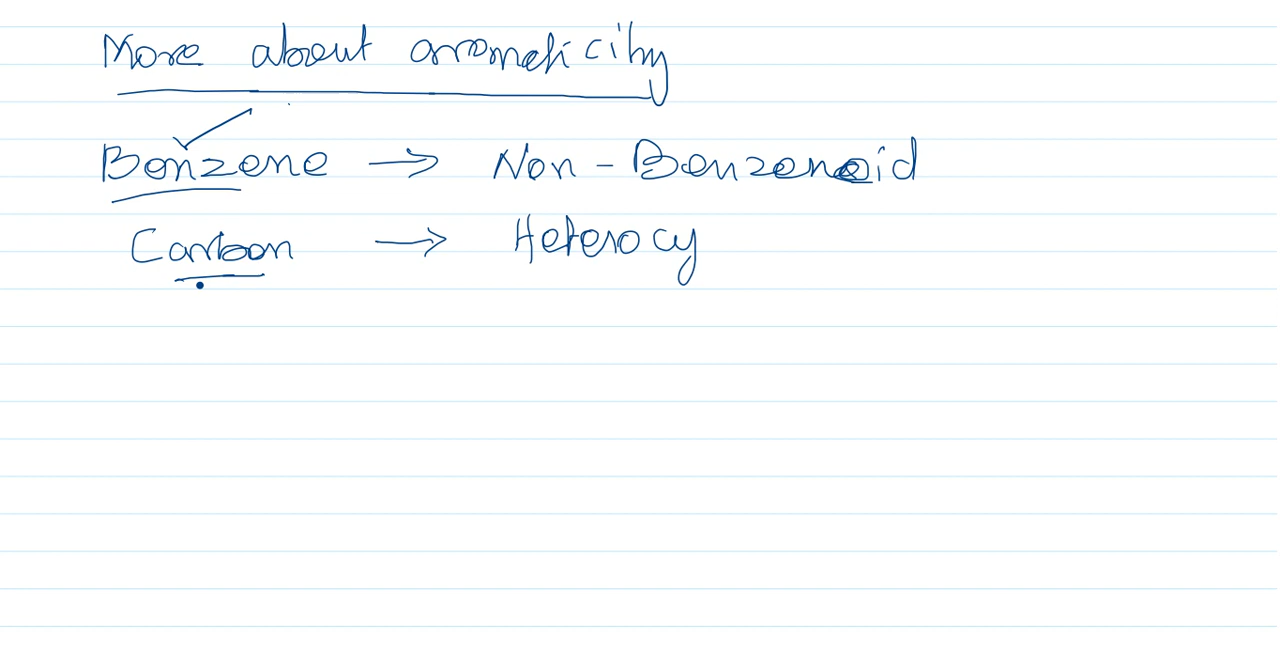 More about aromaticity
Benzene → Non-Benzenoid
Carbon → Heterocy